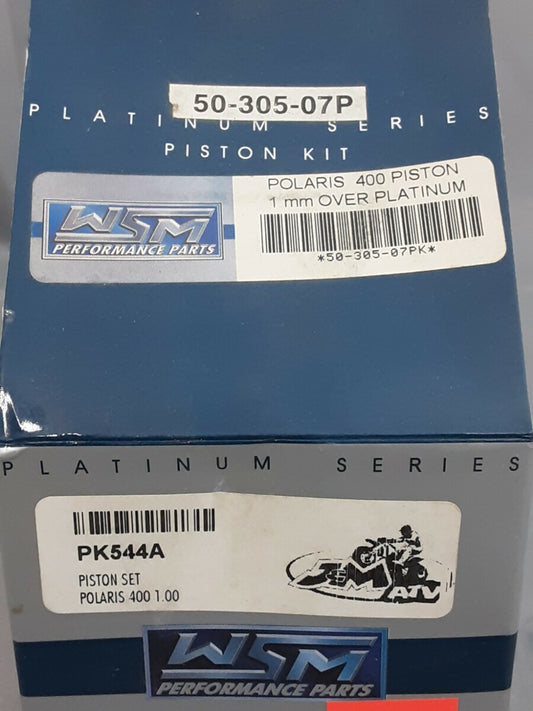 50-305-07P
PLATINUM SERIES
PISTON KIT
WSM
PERFORMANCE PARTS
POLARIS 400 PISTON
1 mm OVER PLATINUM
*50-305-07PK*
PLATINUM SERIES
PK544A
PISTON SET
POLARIS 400 1.00
ATV
WSM
PERFORMANCE PARTS